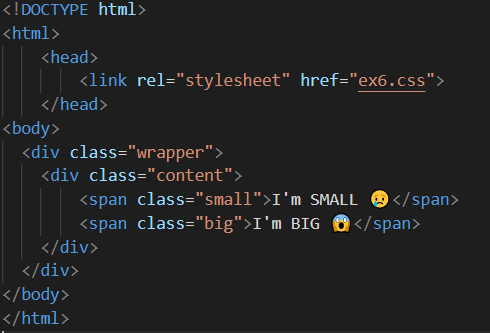 <!DOCTYPE html>
<html>
    <head>
        <link rel="stylesheet" href="ex6.css">
    </head>
<body>
  <div class="wrapper">
    <div class="content">
        <span class="small">I'm SMALL 😢</span>
        <span class="big">I'm BIG 😱</span>
    </div>
  </div>
</body>
</html>